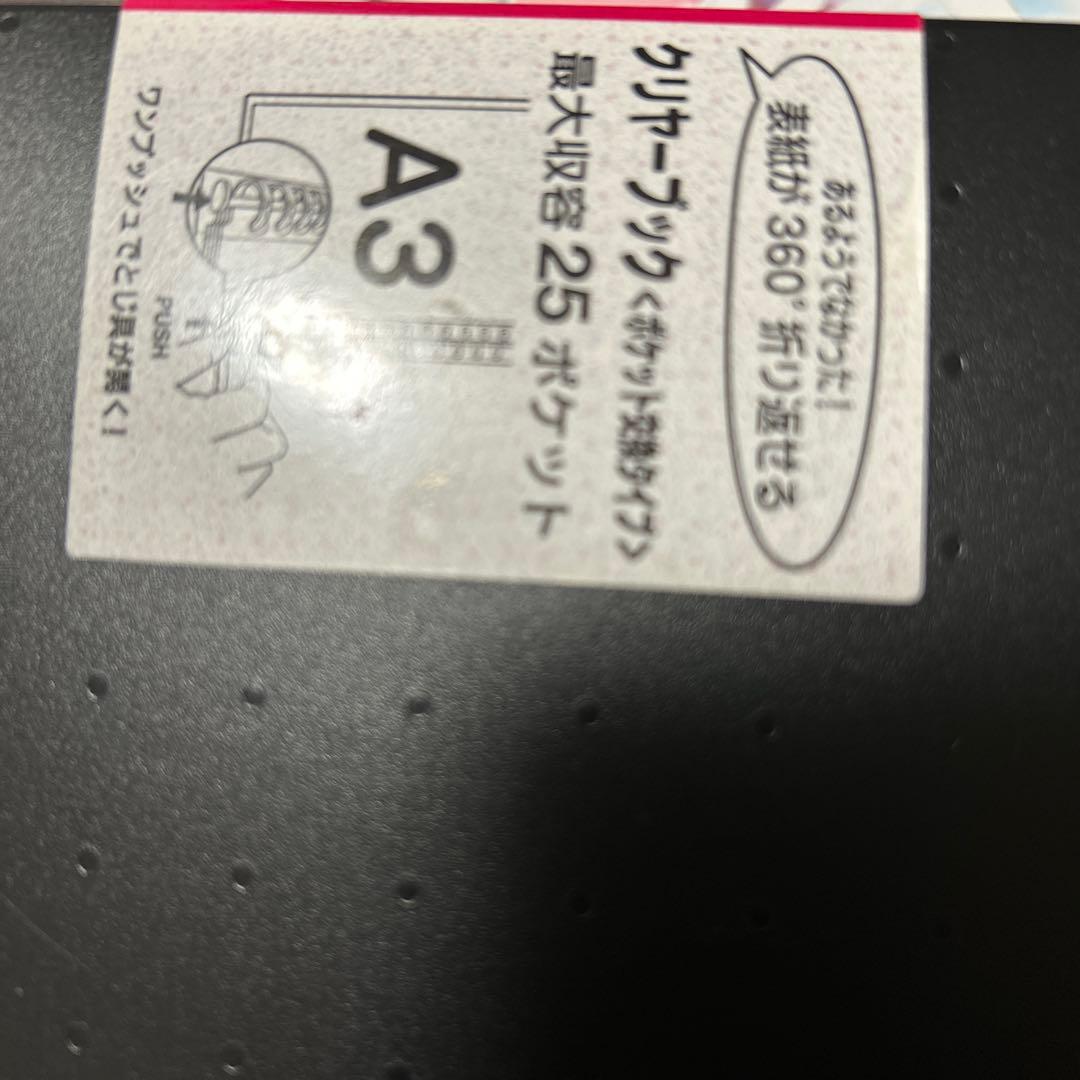 あるようでなかった！
表紙が360°折り返せる
クリヤーブック＜ポケット交換タイプ＞
最大収容25ポケット
A3
PUSH
ワンプッシュでとじ具が開く！